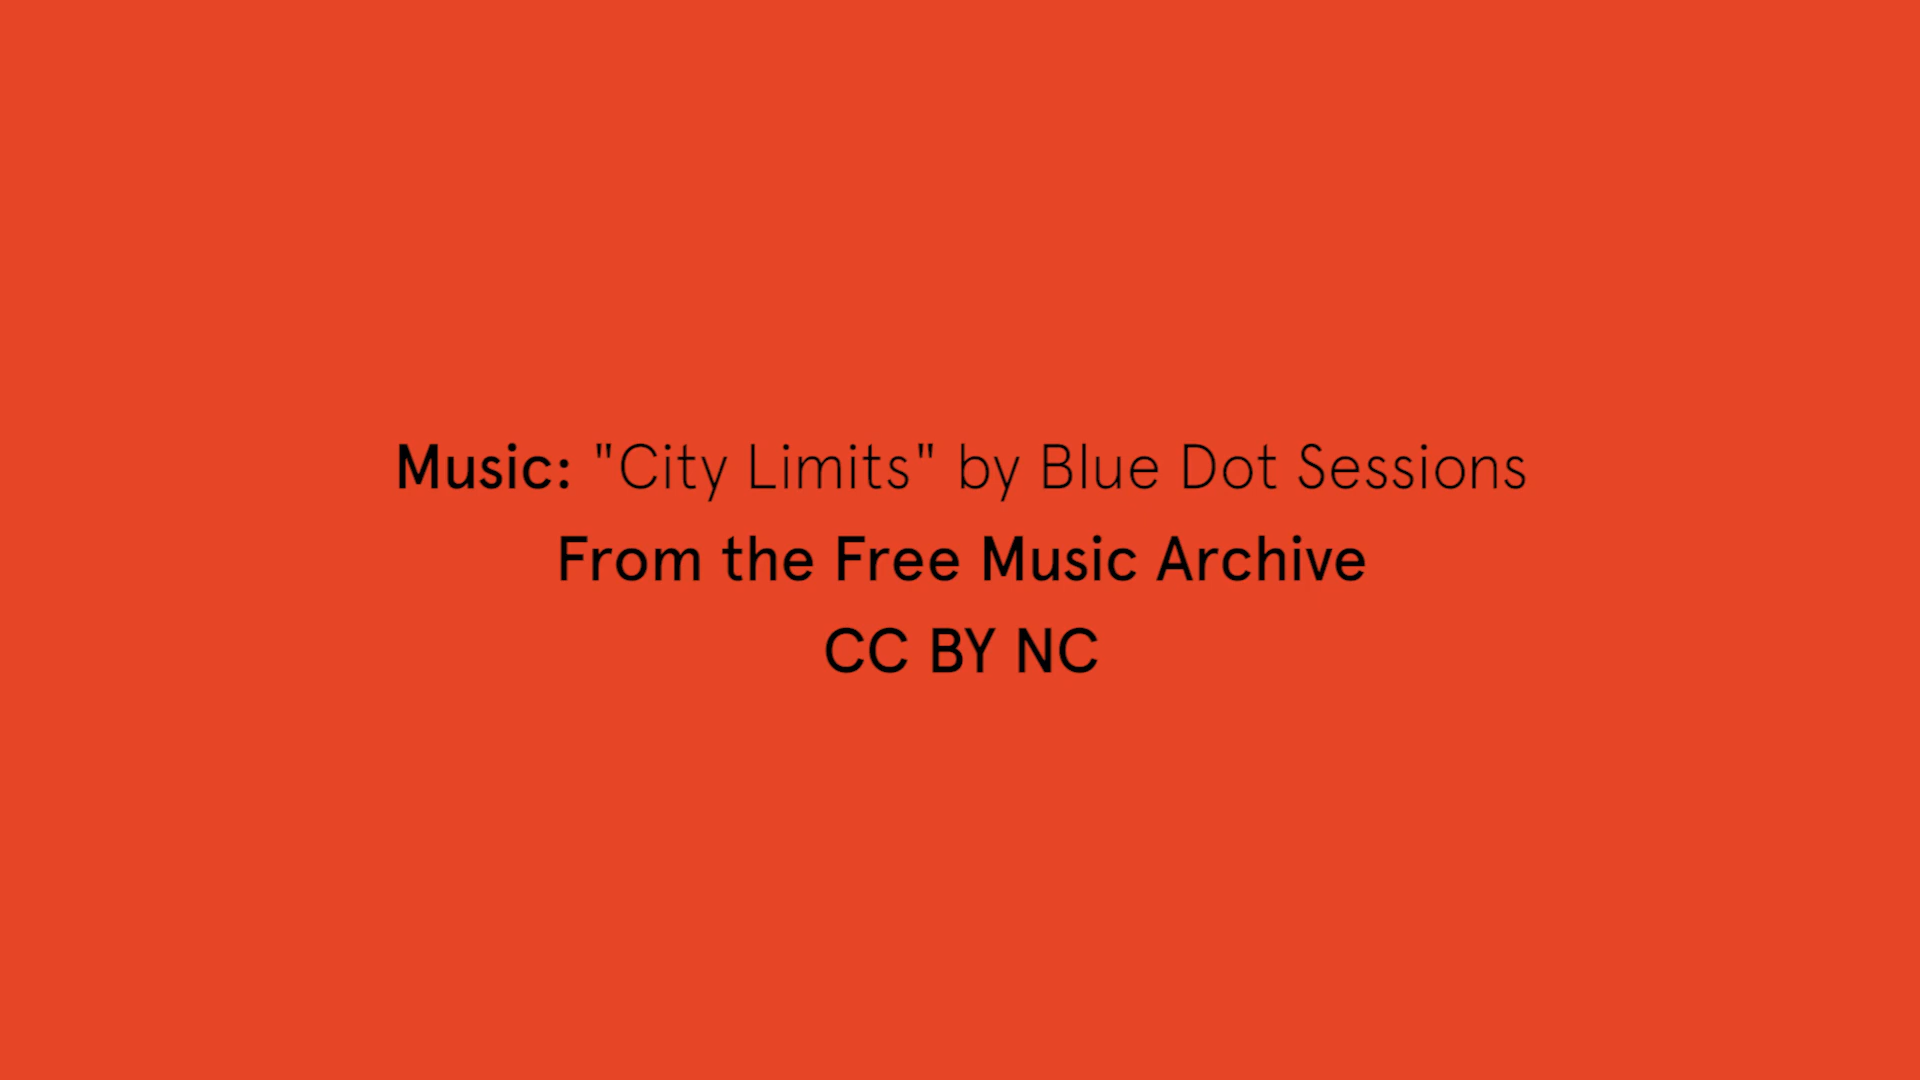 Music: "City Limits" by Blue Dot Sessions
From the Free Music Archive
CC BY NC